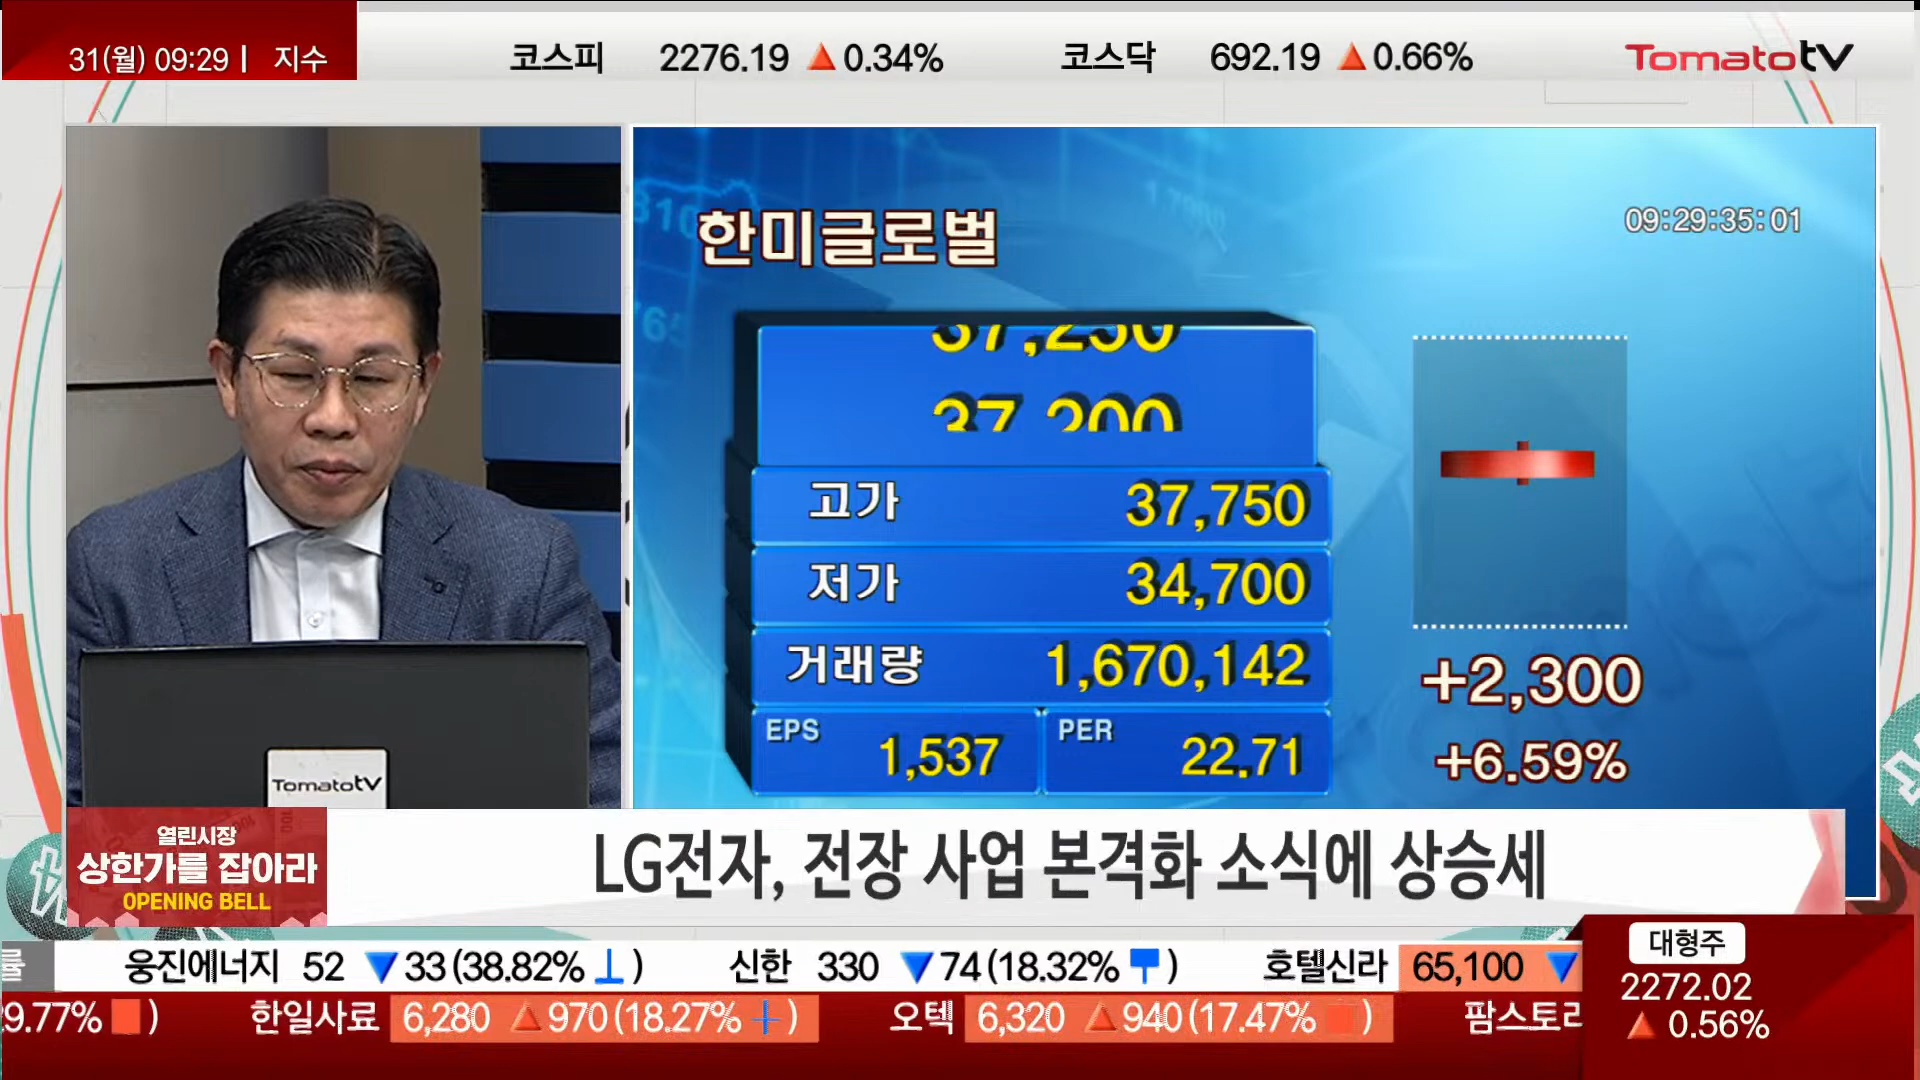 31(월) 09:29 | 지수
코스피 2276.19 ▲ 0.34% 코스닥 692.19 ▲ 0.66%
Tomatotv
한미글로벌
09:29:35:01
37,250
37,200
고가 37,750
저가 34,700
거래량 1,670,142
EPS 1,537 PER 22.71
+2,300
+6.59%
Tomatotv
열린시장
상한가를 잡아라
OPENING BELL
LG전자, 전장 사업 본격화 소식에 상승세
웅진에너지 52 ▼33(38.82% ) 신한 330 ▼74(18.32% ) 호텔신라 65,100 ▼
9.77% ) 한일사료 6,280 ▲970(18.27% ) 오텍 6,320 ▲940(17.47% ) 팜스토리
대형주
2272.02
▲ 0.56%